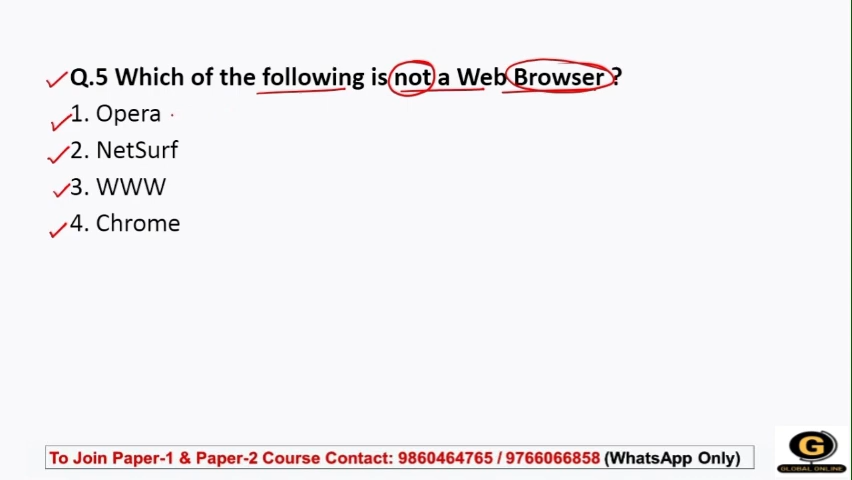 Q.5 Which of the following is not a Web Browser ?
1. Opera
2. NetSurf
3. WWW
4. Chrome
G
GLOBAL ONLINE
To Join Paper-1 & Paper-2 Course Contact: 9860464765 / 9766066858 (WhatsApp Only)